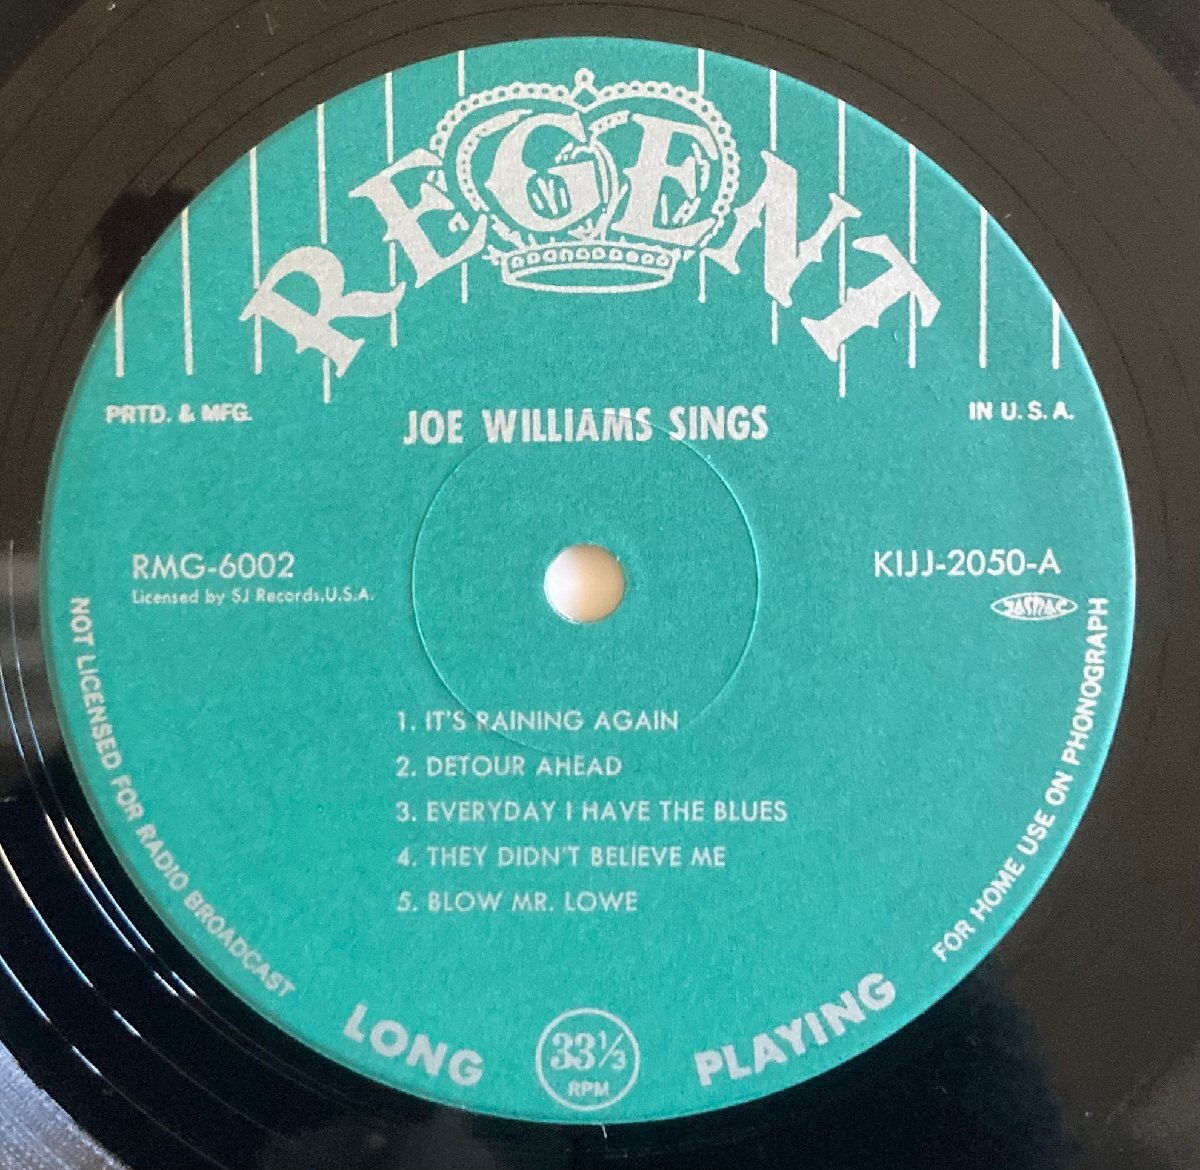 REGENT
PRTD. & MFG.
IN U.S.A.
JOE WILLIAMS SINGS
RMG-6002
Licensed by SJ Records,U.S.A.
KIJJ-2050-A
JASRAC
1. IT'S RAINING AGAIN
2. DETOUR AHEAD
3. EVERYDAY I HAVE THE BLUES
4. THEY DIDN'T BELIEVE ME
5. BLOW MR. LOWE
NOT LICENSED FOR RADIO BROADCAST
LONG
33⅓
RPM
PLAYING
FOR HOME USE ON PHONOGRAPH